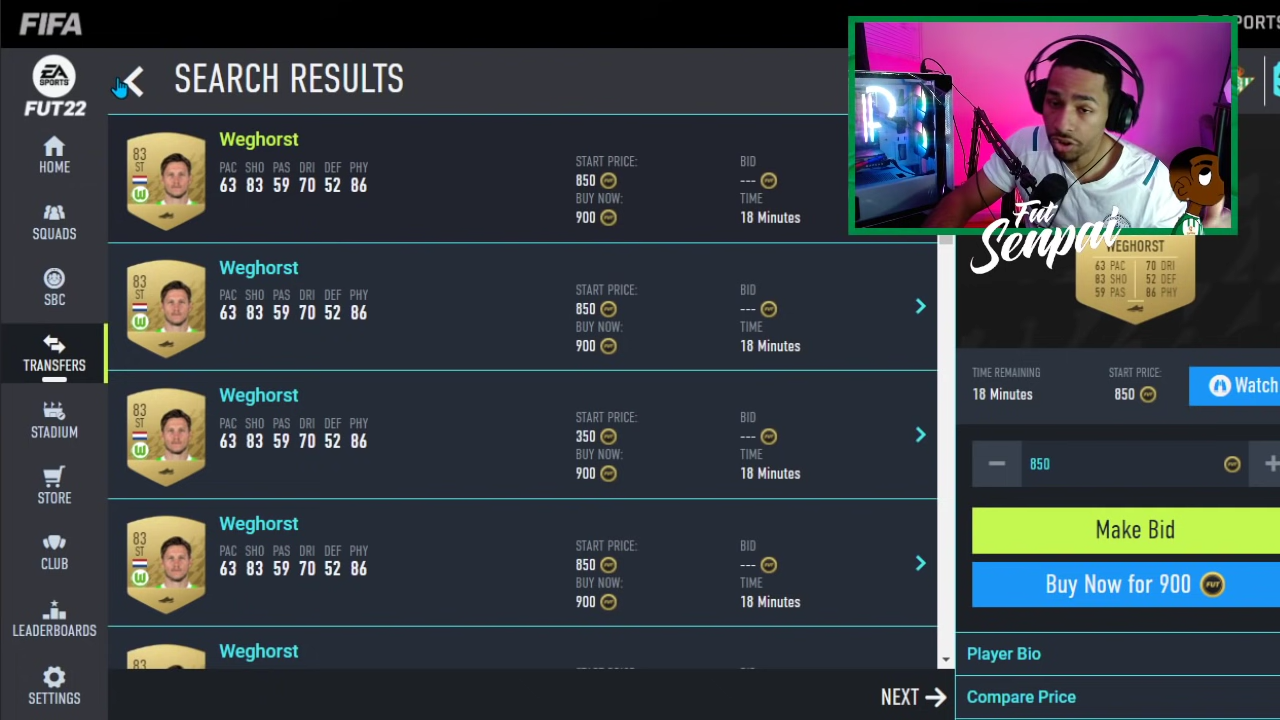 FIFA
EA
SPORTS
FUT22
HOME
SQUADS
SBC
TRANSFERS
STADIUM
STORE
CLUB
LEADERBOARDS
SETTINGS
SEARCH RESULTS
83
ST
Weghorst
PAC SHO PAS DRI DEF PHY
63 83 59 70 52 86
START PRICE:
850
BUY NOW:
900
BID
---
TIME
18 Minutes
83
ST
Weghorst
PAC SHO PAS DRI DEF PHY
63 83 59 70 52 86
START PRICE:
850
BUY NOW:
900
BID
---
TIME
18 Minutes
83
ST
Weghorst
PAC SHO PAS DRI DEF PHY
63 83 59 70 52 86
START PRICE:
350
BUY NOW:
900
BID
---
TIME
18 Minutes
83
ST
Weghorst
PAC SHO PAS DRI DEF PHY
63 83 59 70 52 86
START PRICE:
850
BUY NOW:
900
BID
---
TIME
18 Minutes
83
Weghorst
NEXT
Fut
Senpai
WEGHORST
63 PAC 70 DRI
83 SHO 52 DEF
59 PAS 86 PHY
TIME REMAINING
18 Minutes
START PRICE:
850
Watch
850
Make Bid
Buy Now for 900 FUT
Player Bio
Compare Price